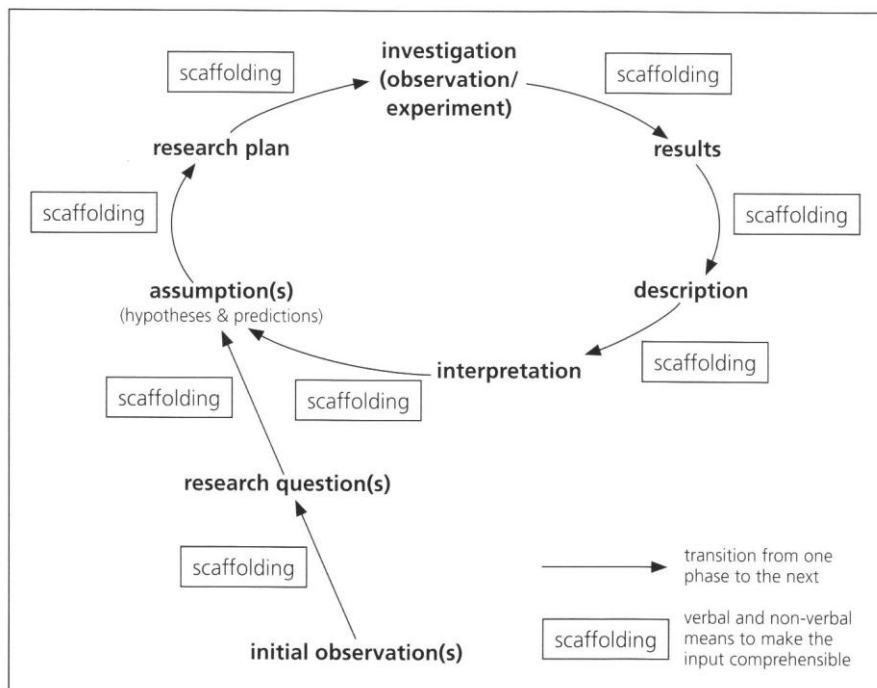 investigation
(observation/
experiment)
scaffolding
scaffolding
research plan
results
scaffolding
scaffolding
assumption(s)
(hypotheses & predictions)
description
interpretation
scaffolding
scaffolding
scaffolding
research question(s)
scaffolding
initial observation(s)
transition from one
phase to the next
scaffolding
verbal and non-verbal
means to make the
input comprehensible